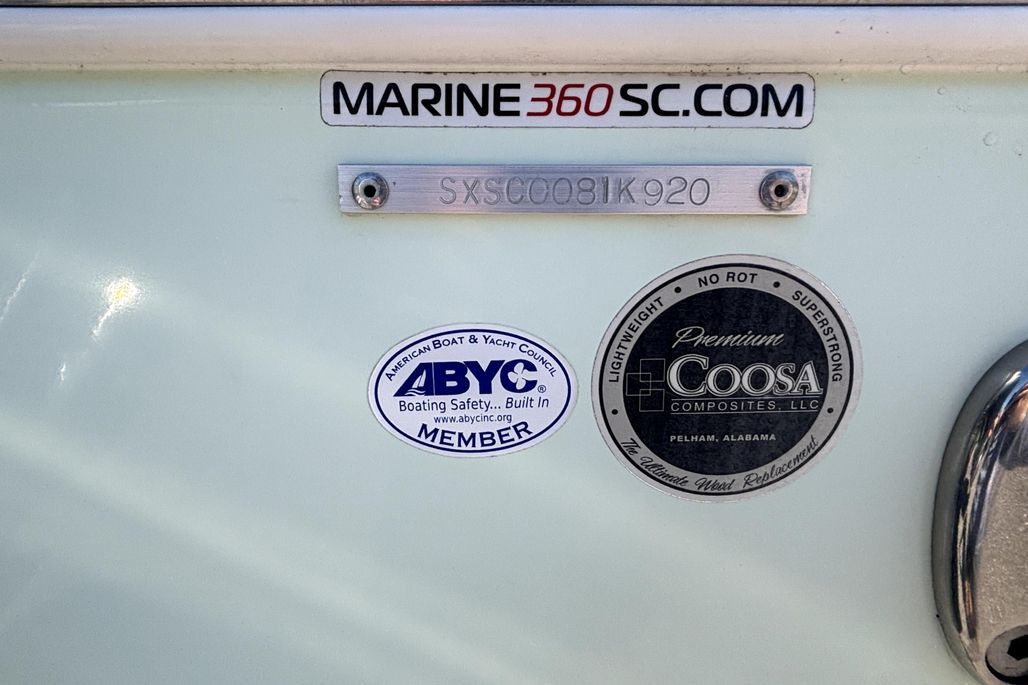 MARINE360SC.COM
SXSC0081K920
AMERICAN BOAT & YACHT COUNCIL
ABYC®
Boating Safety... Built In
www.abycinc.org
MEMBER
LIGHTWEIGHT • NO ROT • SUPERSTRONG
Premium
COOSA
COMPOSITES, LLC
PELHAM, ALABAMA
The Ultimate Wood Replacement